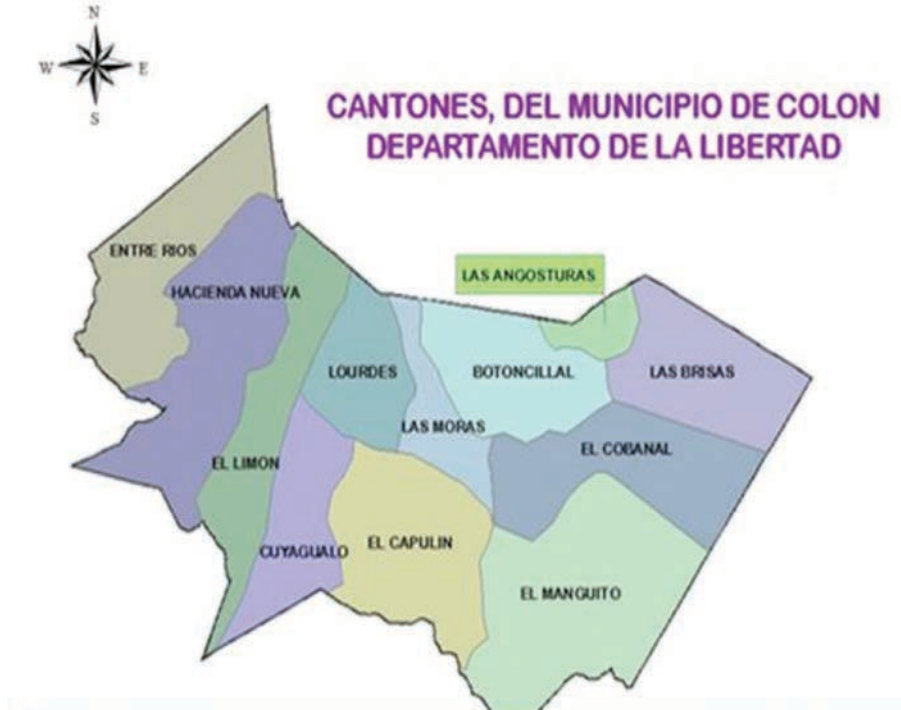 N
W E
S
CANTONES, DEL MUNICIPIO DE COLON
DEPARTAMENTO DE LA LIBERTAD
ENTRE RIOS
LAS ANGOSTURAS
HACIENDA NUEVA
LOURDES
BOTONCILLAL
LAS BRISAS
LAS MORAS
EL COBANAL
EL LIMON
CUYAGUALO
EL CAPULIN
EL MANGUITO